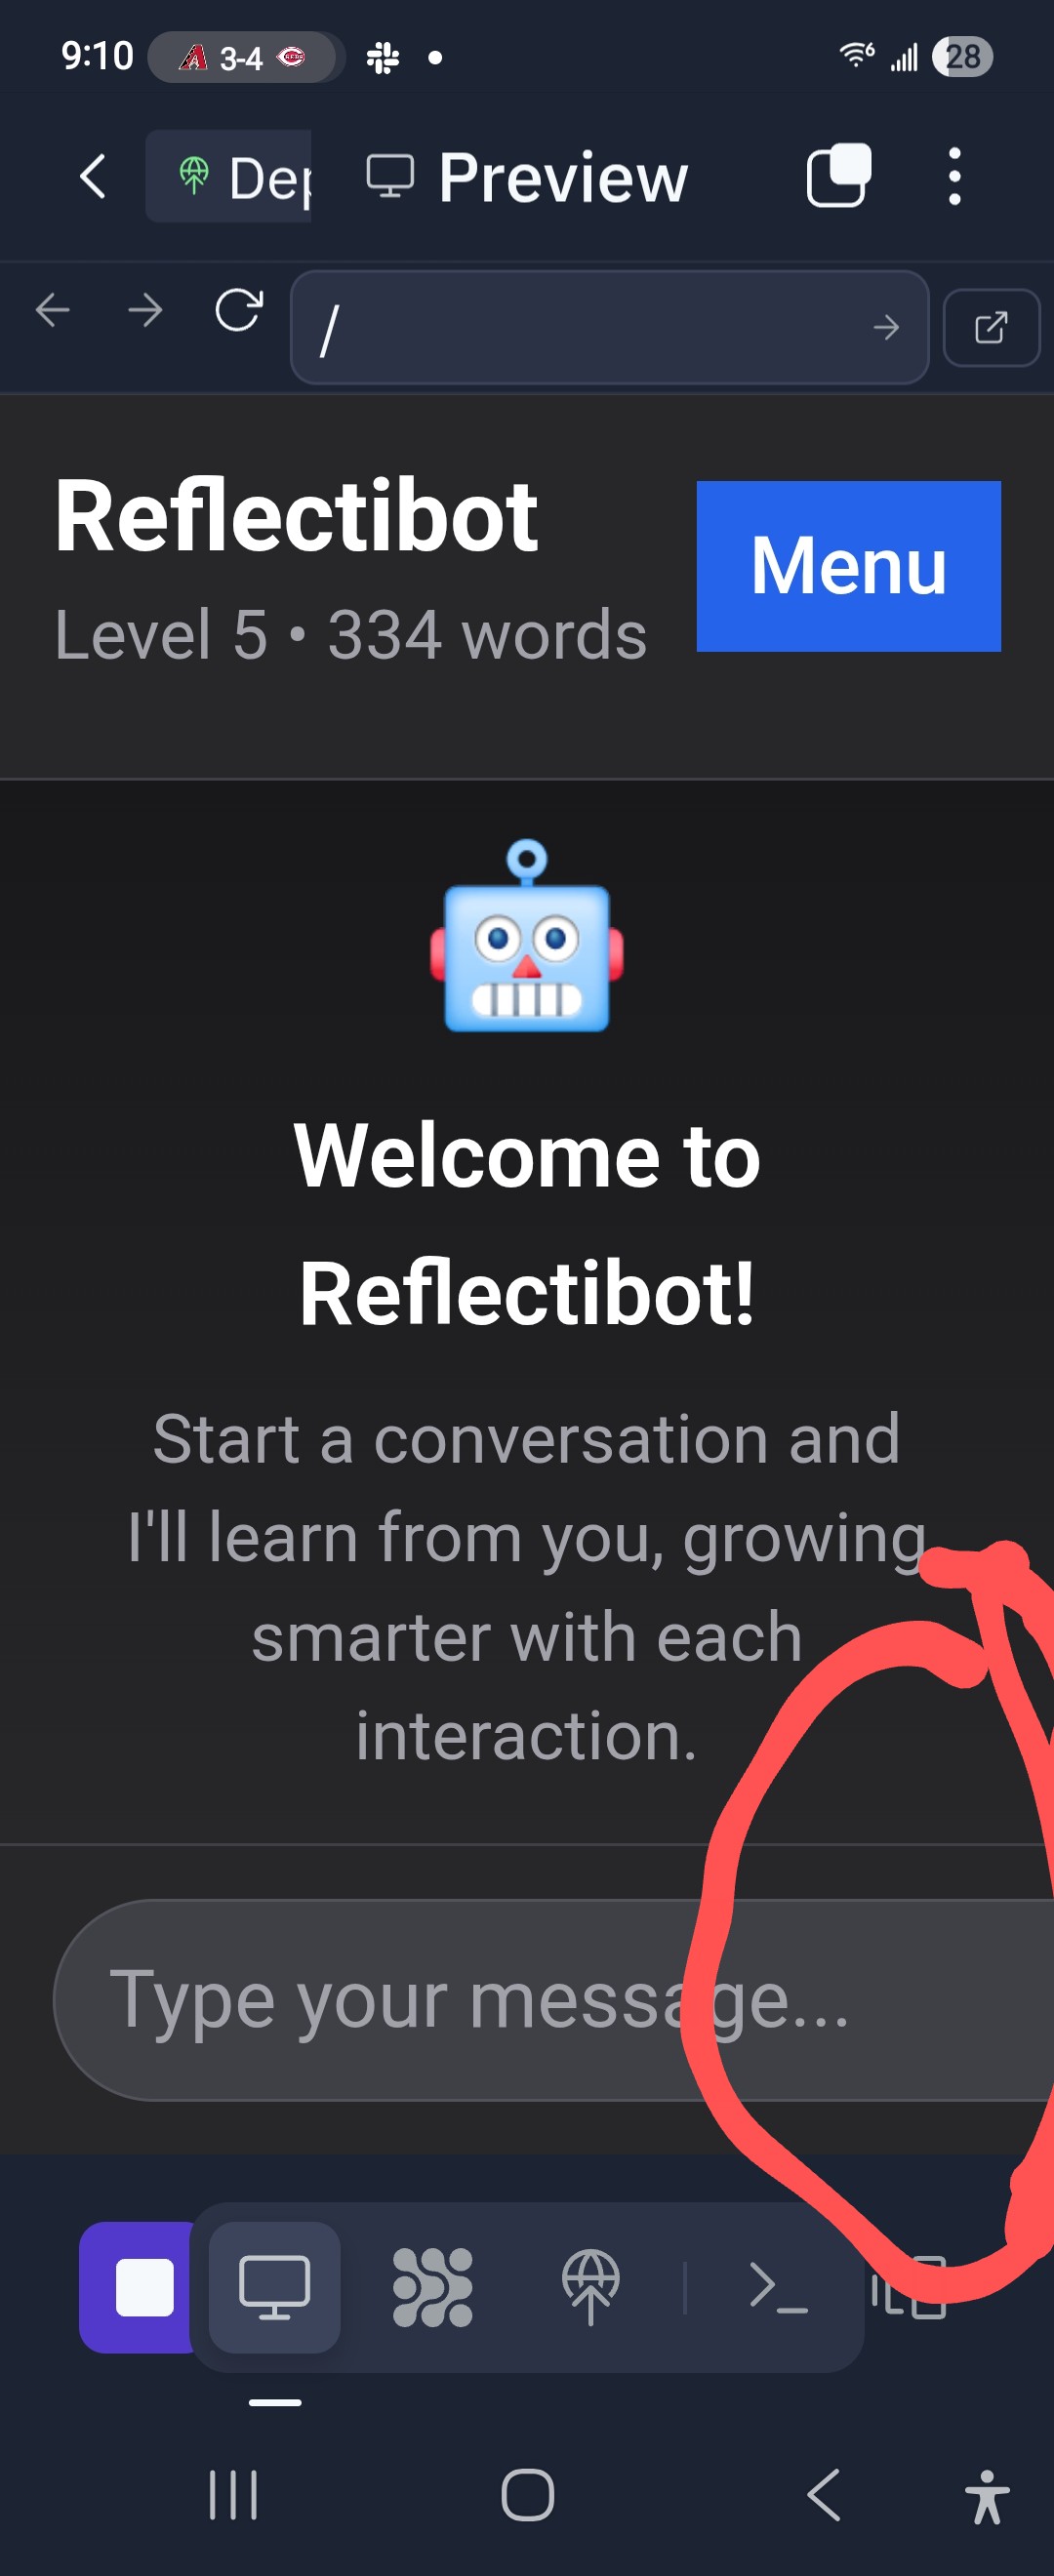 9:10 3-4 28
Dep Preview
/
Reflectibot
Menu
Level 5 • 334 words
Welcome to
Reflectibot!
Start a conversation and
I'll learn from you, growing
smarter with each
interaction.
Type your message...